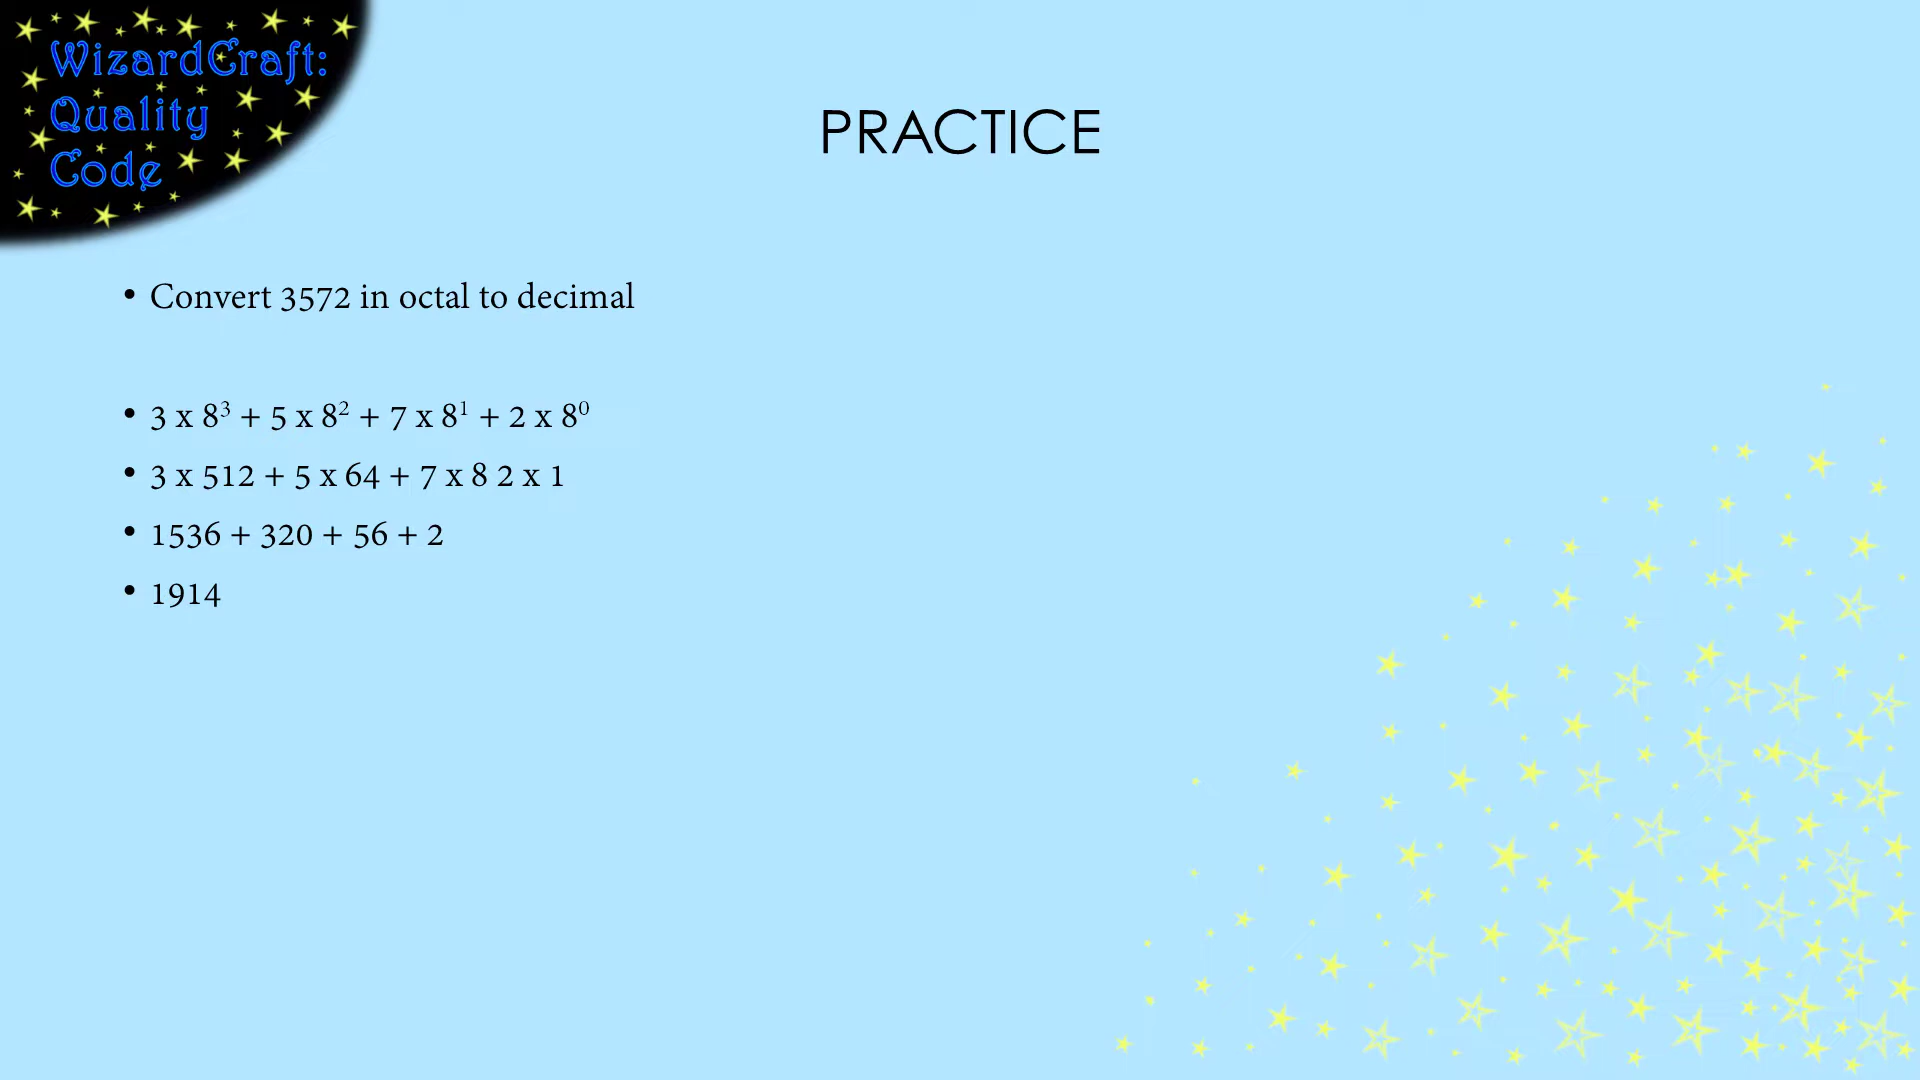 WizardCraft:
Quality
Code
PRACTICE
• Convert 3572 in octal to decimal
• 3 x 8³ + 5 x 8² + 7 x 8¹ + 2 x 8⁰
• 3 x 512 + 5 x 64 + 7 x 8 2 x 1
• 1536 + 320 + 56 + 2
• 1914